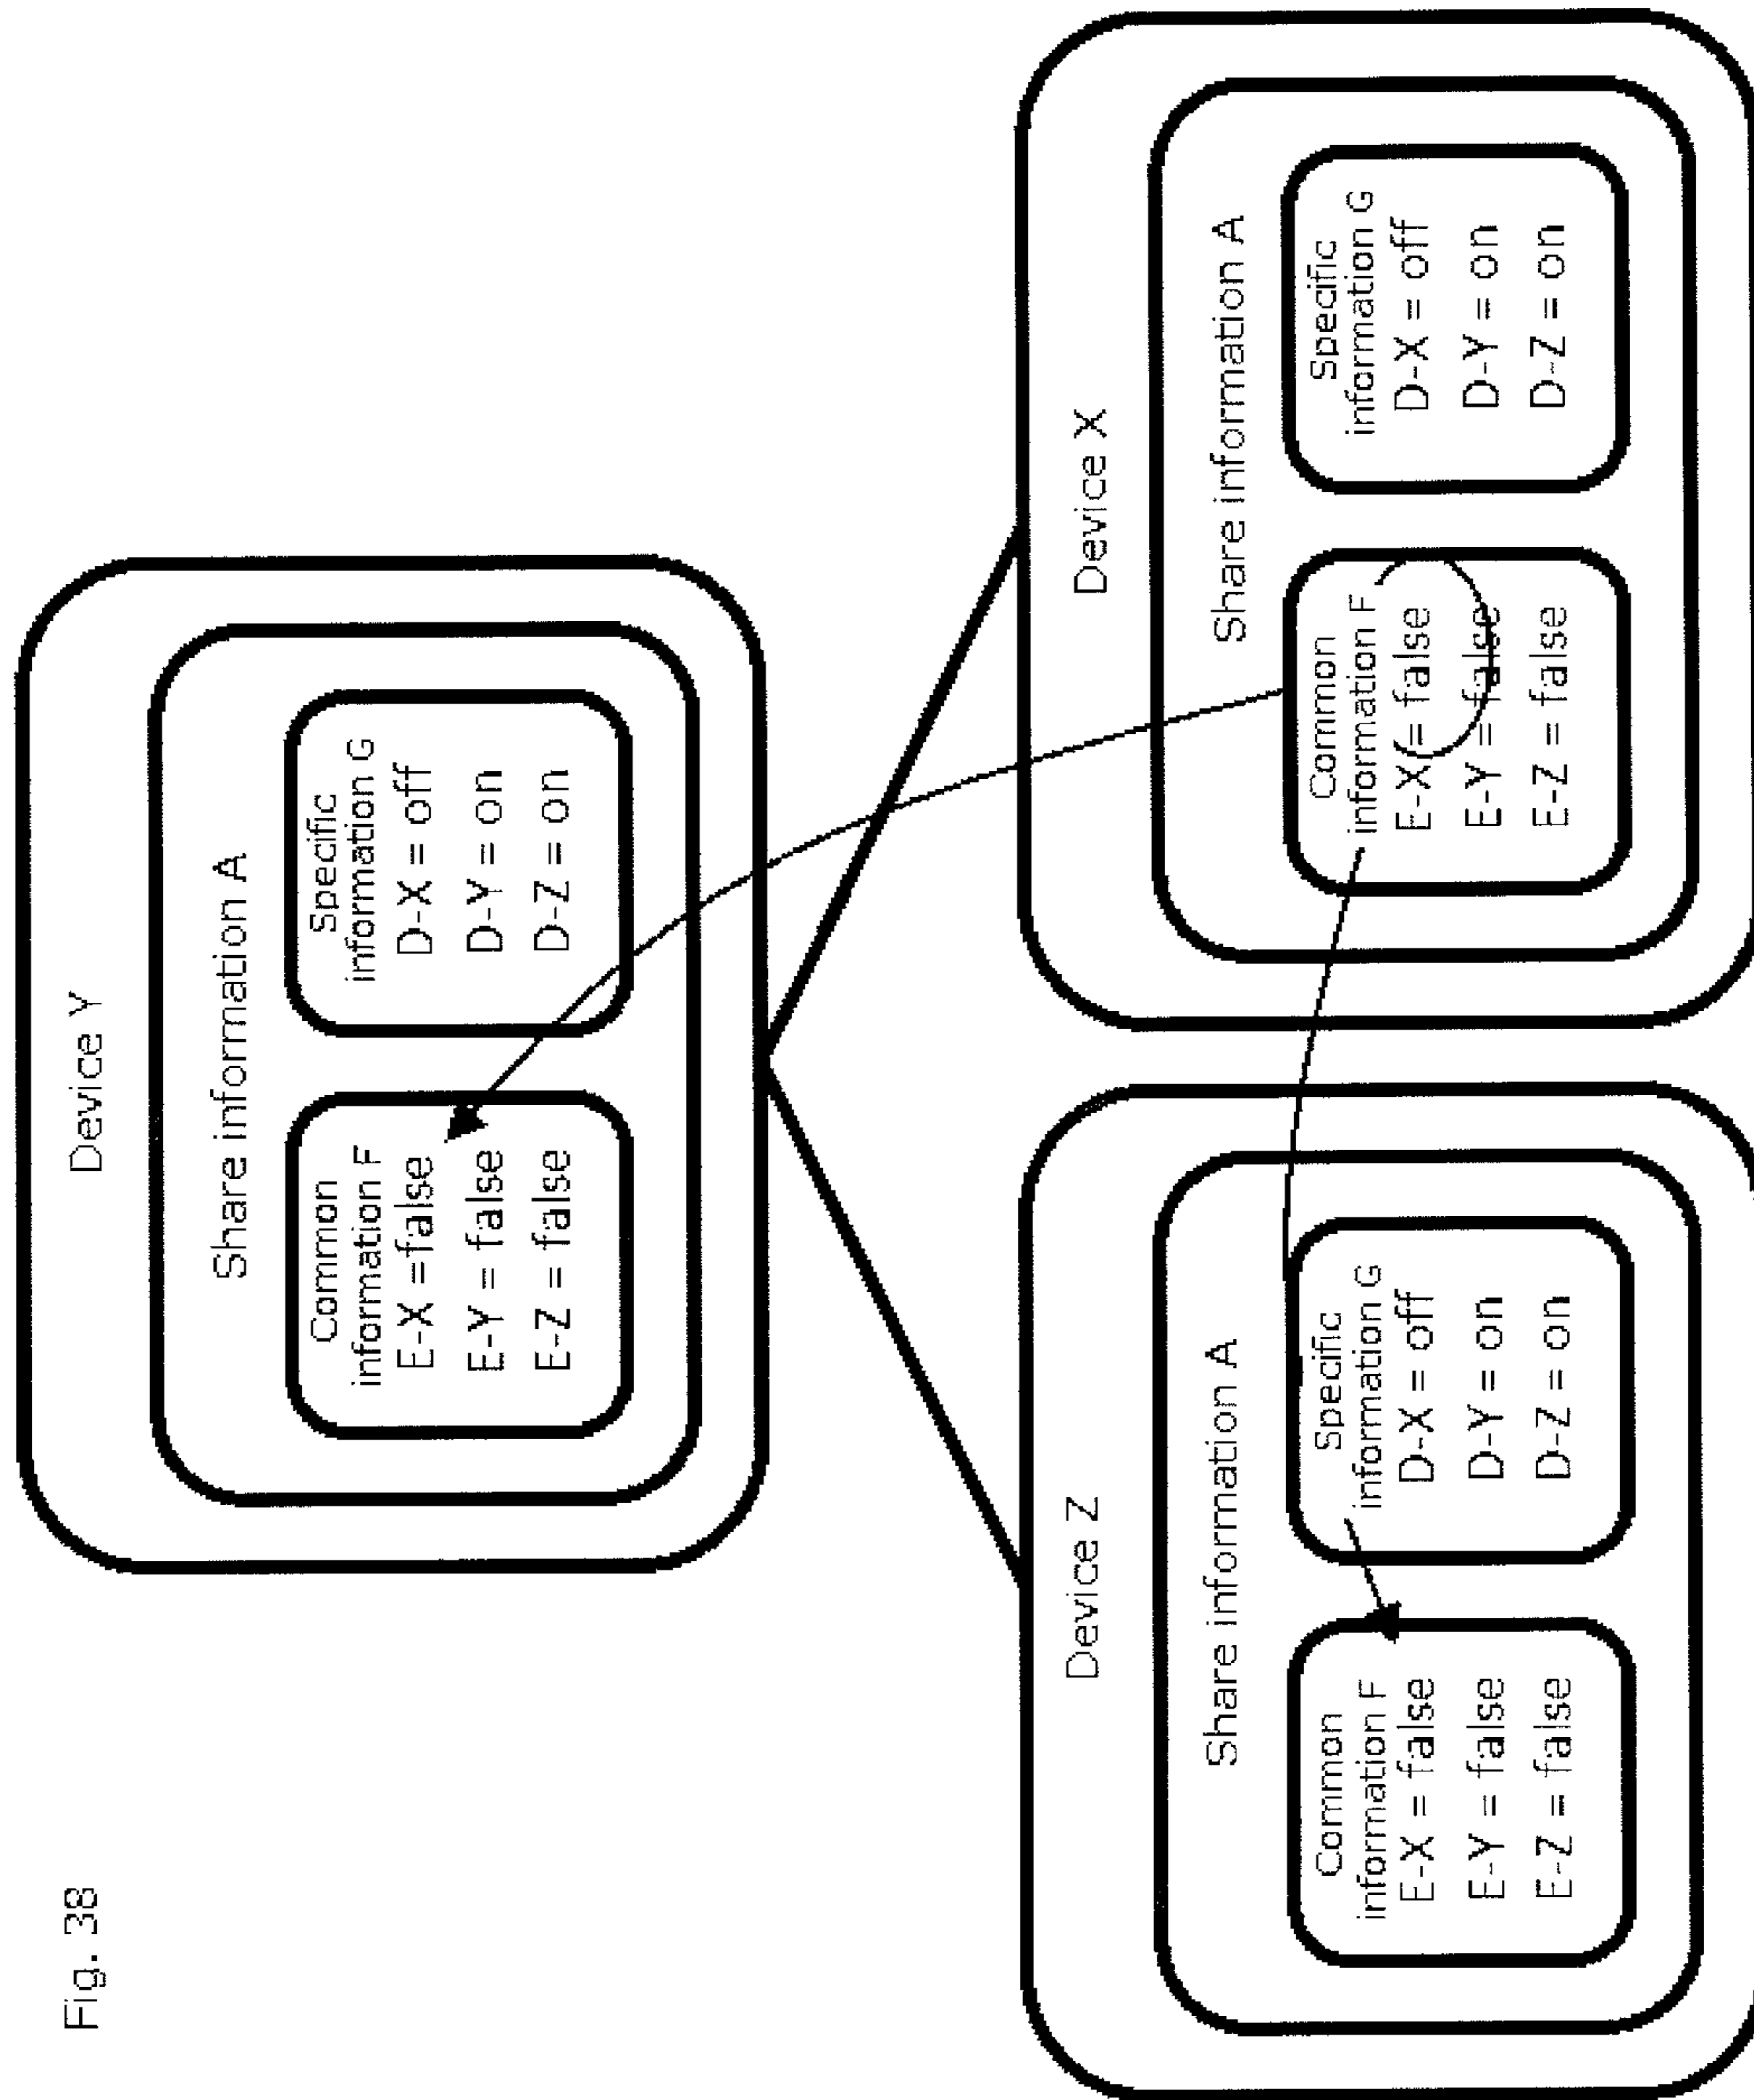 Fig. 38
Device Y
Share information A
Common
information F
E-X =false
E-Y = false
E-Z = false
Specific
information G
D-X = off
D-Y = on
D-Z = on
Device Z
Share information A
Common
information F
E-X = false
E-Y = false
E-Z = false
Specific
information G
D-X = off
D-Y = on
D-Z = on
Device X
Share information A
Common
information F
E-X = false
E-Y = false
E-Z = false
Specific
information G
D-X = off
D-Y = on
D-Z = on